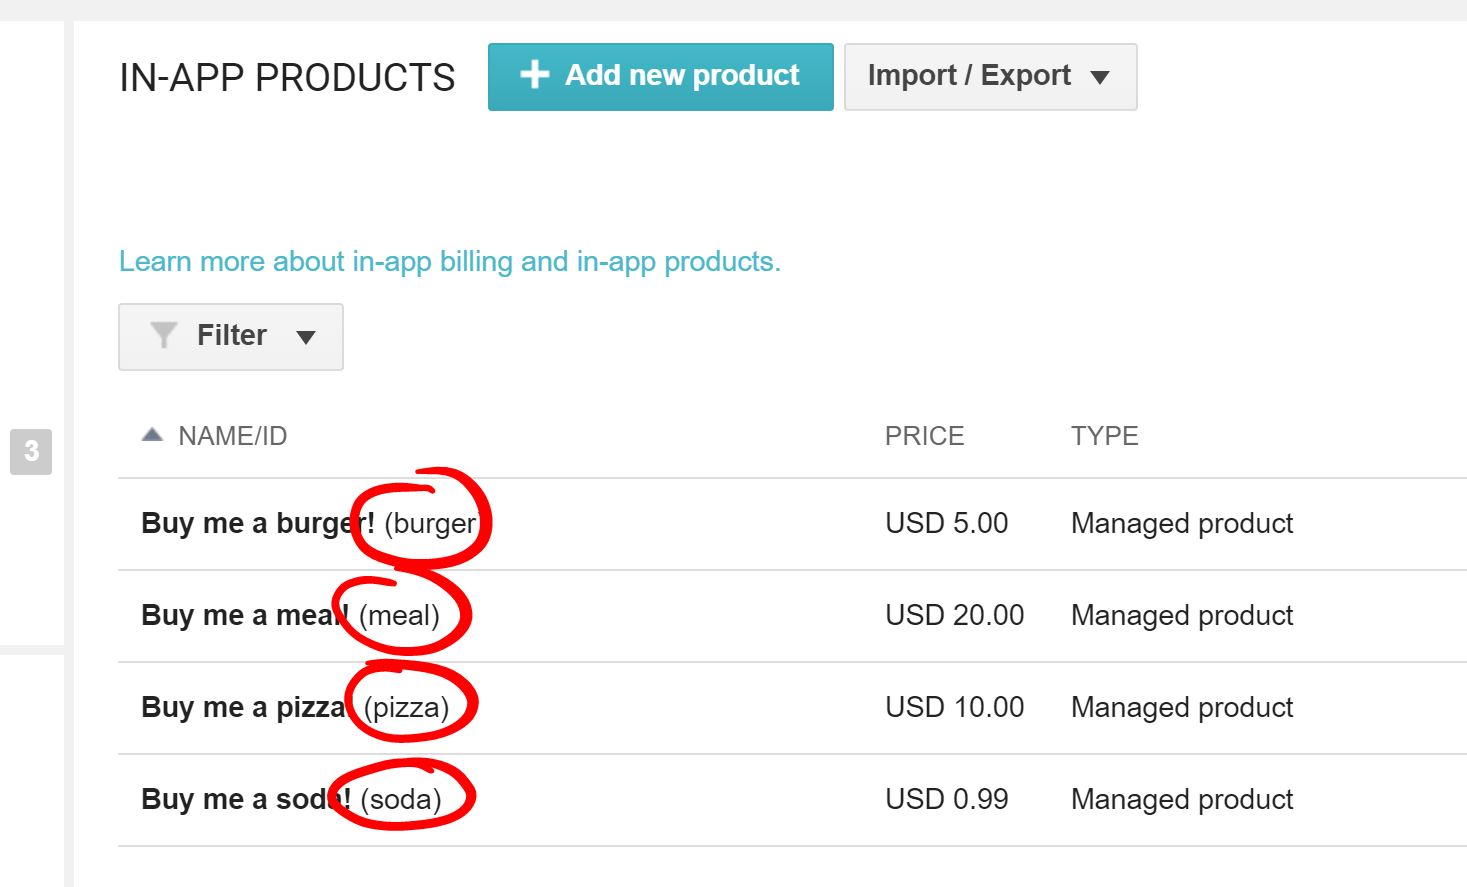 IN-APP PRODUCTS Add new product Import / Export
Learn more about in-app billing and in-app products.
Filter
NAME/ID PRICE TYPE
3
Buy me a burger! (burger) USD 5.00 Managed product
Buy me a meal! (meal) USD 20.00 Managed product
Buy me a pizza! (pizza) USD 10.00 Managed product
Buy me a soda! (soda) USD 0.99 Managed product